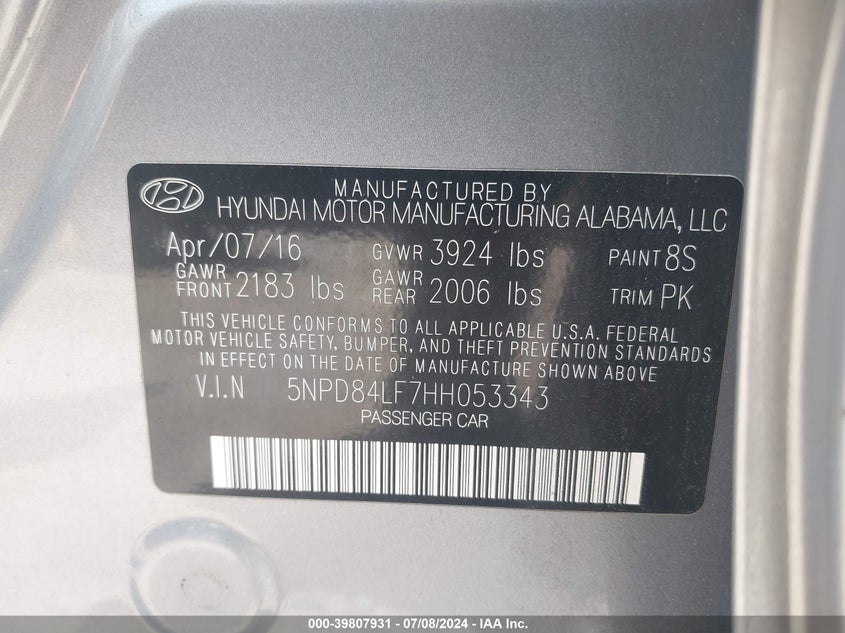 MANUFACTURED BY
HYUNDAI MOTOR MANUFACTURING ALABAMA, LLC
Apr/07/16 GVWR 3924 lbs PAINT 8S
GAWR FRONT 2183 lbs GAWR REAR 2006 lbs TRIM PK
THIS VEHICLE CONFORMS TO ALL APPLICABLE U.S.A. FEDERAL
MOTOR VEHICLE SAFETY, BUMPER, AND THEFT PREVENTION STANDARDS
IN EFFECT ON THE DATE OF MANUFACTURE SHOWN ABOVE
V.I.N 5NPD84LF7HH053343
PASSENGER CAR
000-39807931 - 07/08/2024 - IAA Inc.